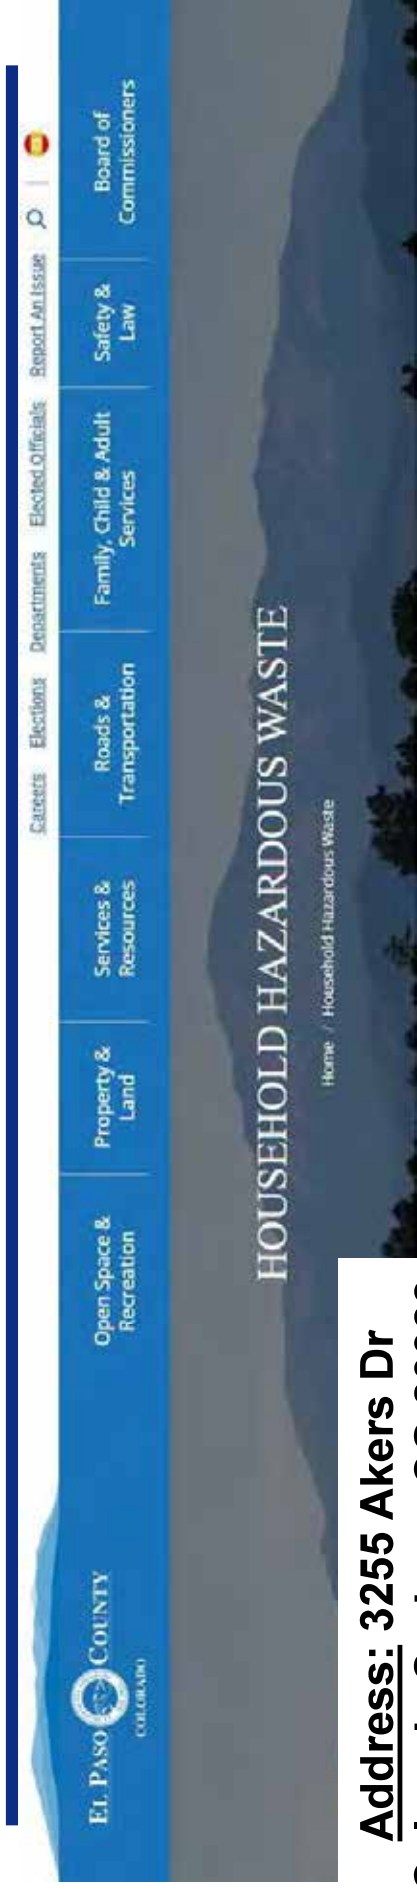 Careers Elections Departments Elected Officials Report An Issue
EL PASO COUNTY
COLORADO
Open Space &
Recreation
Property &
Land
Services &
Resources
Roads &
Transportation
Family, Child & Adult
Services
Safety &
Law
Board of
Commissioners
HOUSEHOLD HAZARDOUS WASTE
Home / Household Hazardous Waste
Address: 3255 Akers Dr